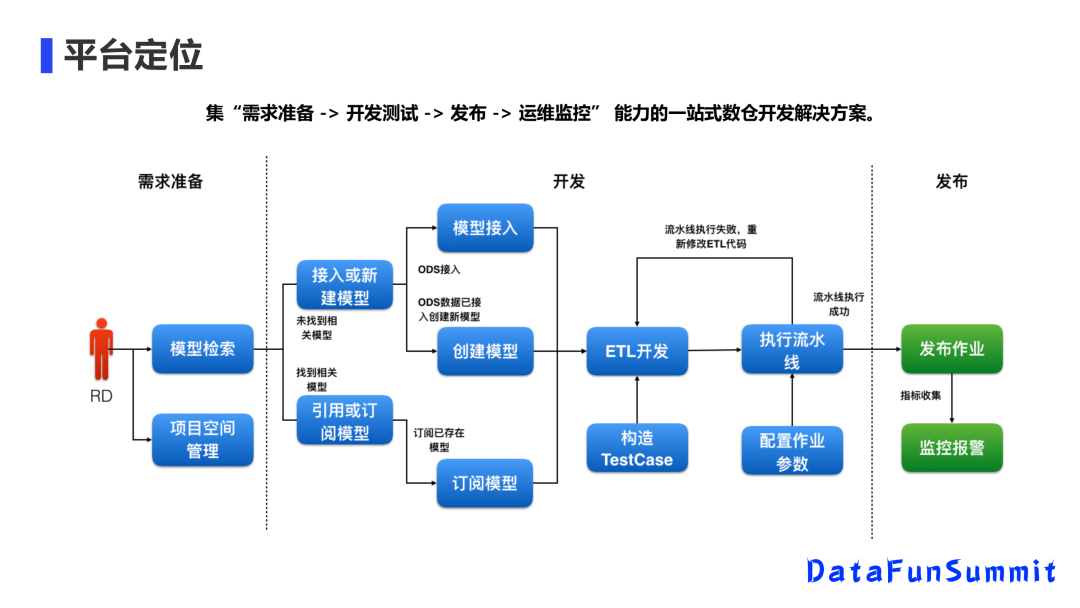 平台定位
集“需求准备 -> 开发测试 -> 发布 -> 运维监控” 能力的一站式数仓开发解决方案。
需求准备
开发
发布
RD
模型检索
项目空间
管理
接入或新
建模型
未找到相
关模型
找到相关
模型
引用或订
阅模型
模型接入
ODS接入
ODS数据已接
入创建新模型
创建模型
订阅已存在
模型
订阅模型
流水线执行失败，重
新修改ETL代码
ETL开发
构造
TestCase
执行流水
线
配置作业
参数
流水线执行
成功
发布作业
指标收集
监控报警
DataFunSummit